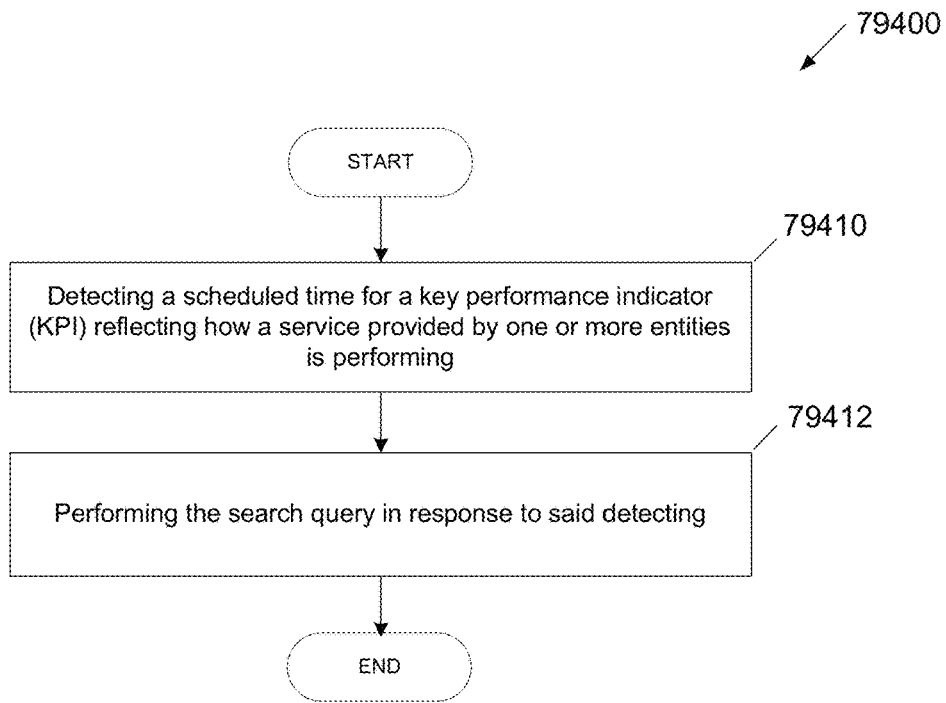 79400
START
79410
Detecting a scheduled time for a key performance indicator
(KPI) reflecting how a service provided by one or more entities
is performing
79412
Performing the search query in response to said detecting
END